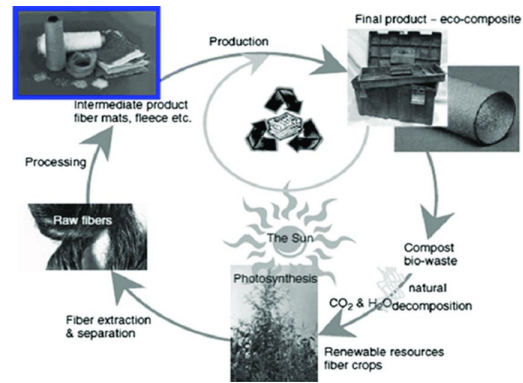 Final product – eco-composite
Production
Intermediate product
fiber mats, fleece etc.
Processing
Raw fibers
The Sun
Compost
bio-waste
Photosynthesis
natural
CO2 & H2O decomposition
Fiber extraction
& separation
Renewable resources
fiber crops